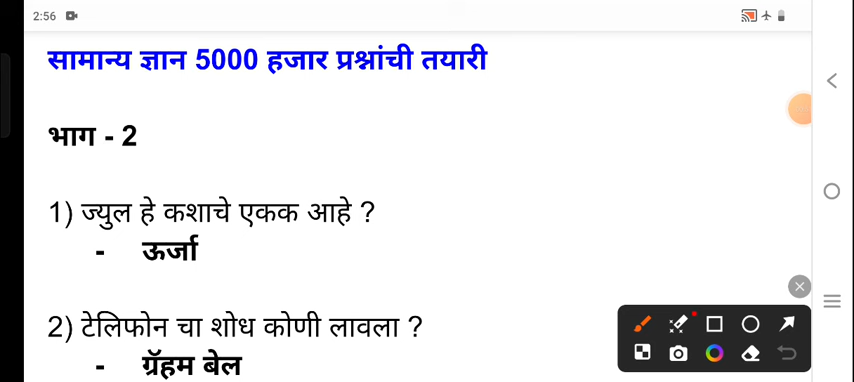 2:56
सामान्य ज्ञान 5000 हजार प्रश्नांची तयारी
भाग - 2
1) ज्युल हे कशाचे एकक आहे ?
- ऊर्जा
2) टेलिफोन चा शोध कोणी लावला ?
- ग्रॅहम बेल